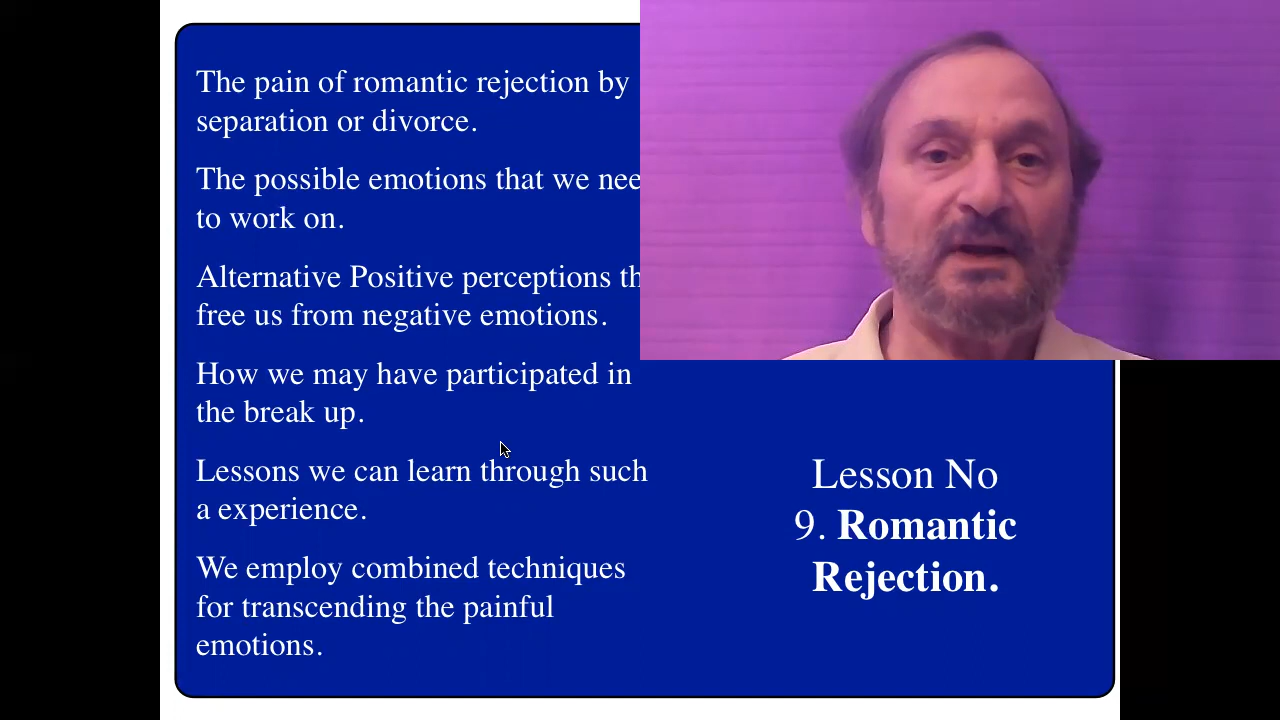 The pain of romantic rejection by
separation or divorce.
The possible emotions that we
to work on.
Alternative Positive perceptions
free us from negative emotions.
How we may have participated in
the break up.
Lessons we can learn through such
a experience.
We employ combined techniques
for transcending the painful
emotions.
Lesson No
9. Romantic
Rejection.